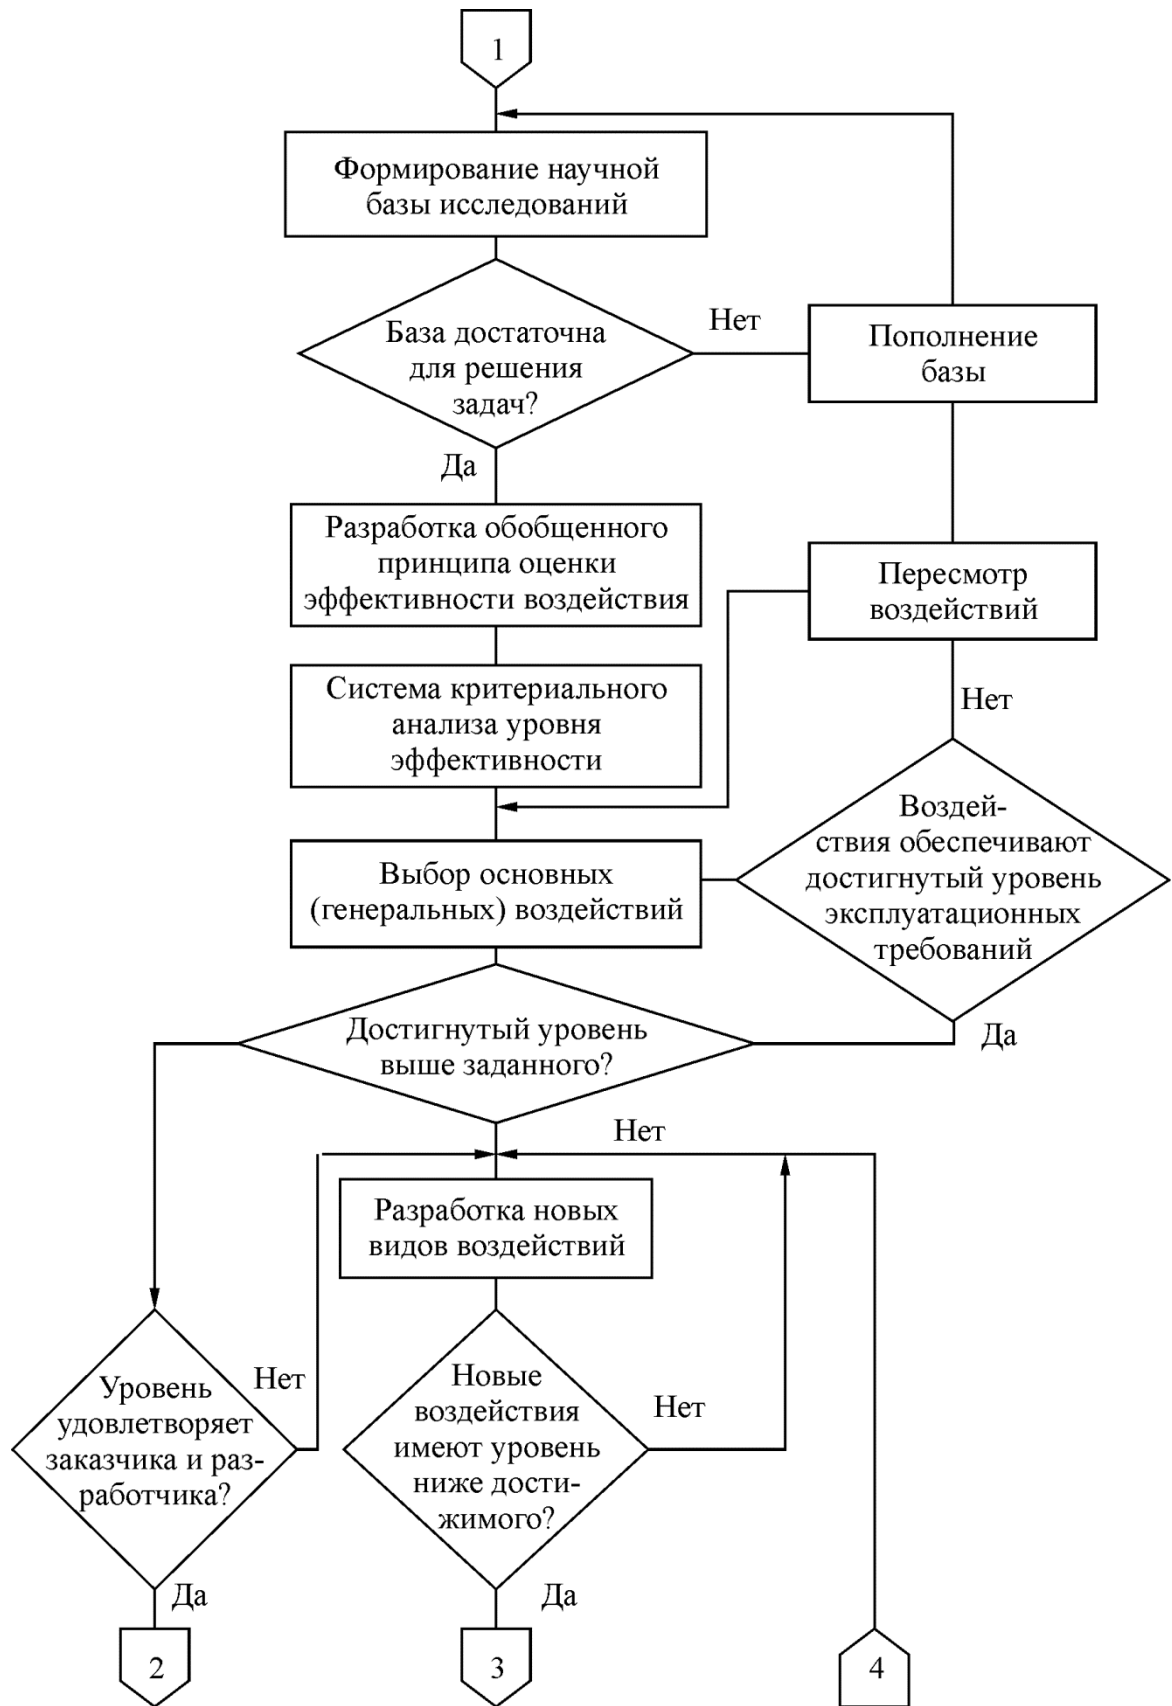 1
Формирование научной
базы исследований
База достаточна
для решения
задач?
Нет
Пополнение
базы
Да
Разработка обобщенного
принципа оценки
эффективности воздействия
Пересмотр
воздействий
Система критериального
анализа уровня
эффективности
Нет
Воздей-
ствия обеспечивают
достигнутый уровень
эксплуатационных
требований
Выбор основных
(генеральных) воздействий
Да
Достигнутый уровень
выше заданного?
Нет
Разработка новых
видов воздействий
Уровень
удовлетворяет
заказчика и раз-
работчика?
Нет
Новые
воздействия
имеют уровень
ниже дости-
жимого?
Нет
Да
Да
2
3
4